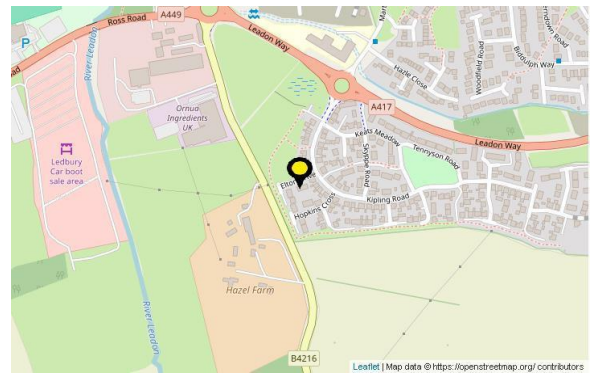 Ross Road
A449
Leadon Way
P
River Leadon
Hazle Close
Woodfield Road
Biddulph Way
A417
Ornua
Ingredients
UK
Keats Meadow
Leadon Way
Skyppe Road
Tennyson Road
Ledbury
Car boot
sale area
Kipling Road
Hopkins Cross
Hazel Farm
River Leadon
B4216
Leaflet | Map data © https://openstreetmap.org/ contributors